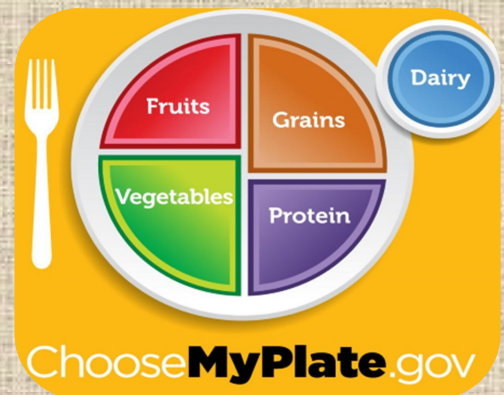 Dairy
Fruits
Grains
Vegetables
Protein
ChooseMyPlate.gov